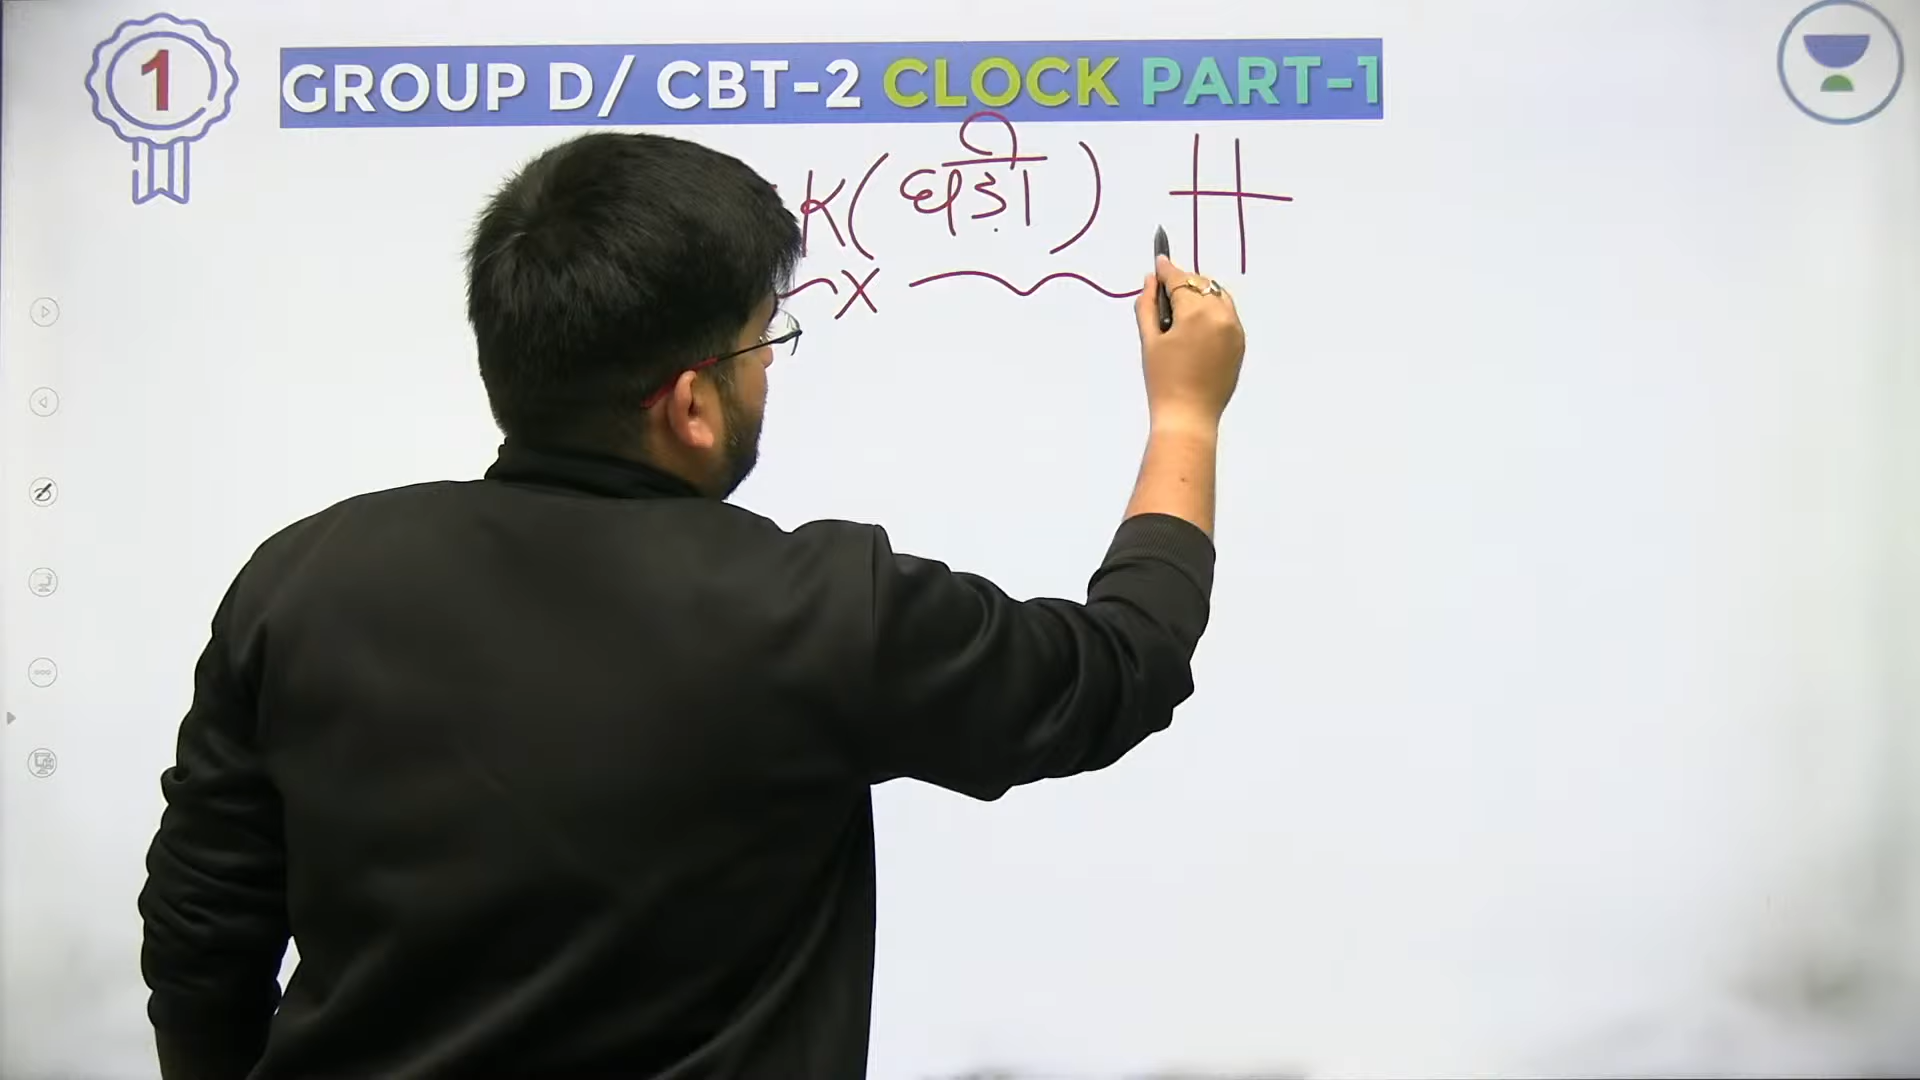 1
GROUP D/ CBT-2 CLOCK PART-1
K (घड़ी) #
x